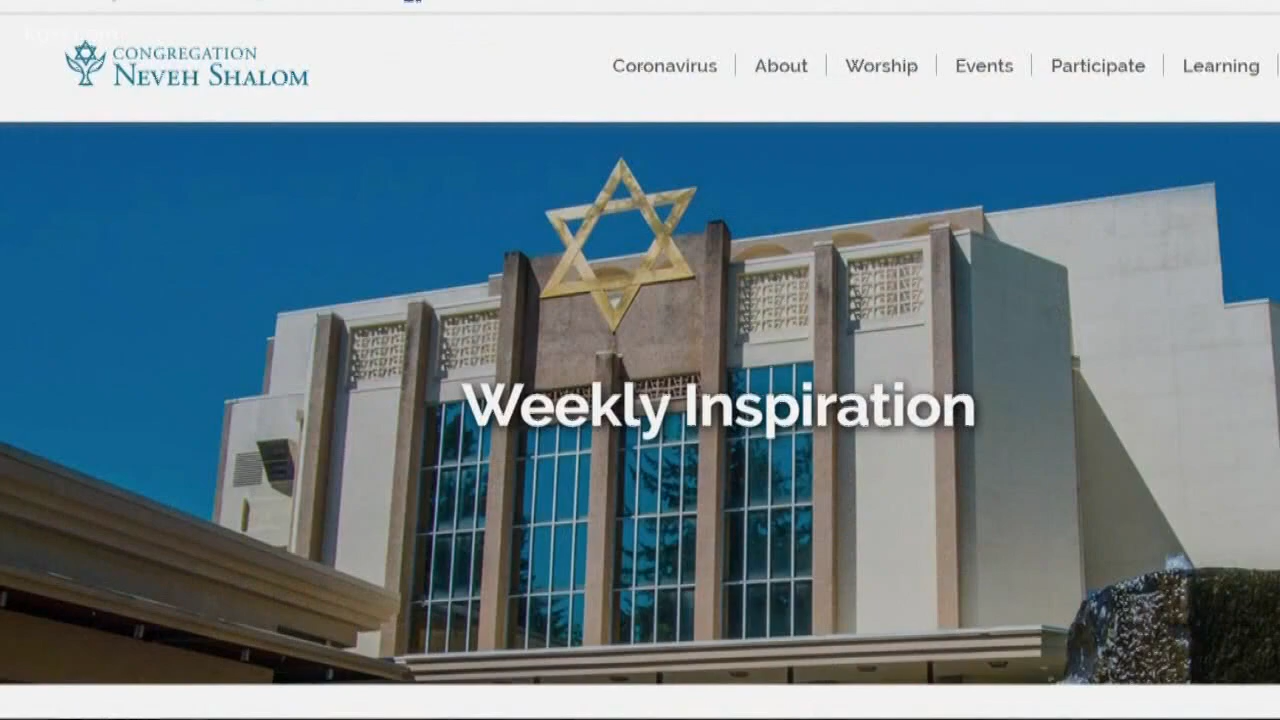 CONGREGATION
NEVEH SHALOM
Coronavirus
About
Worship
Events
Participate
Learning
Weekly Inspiration